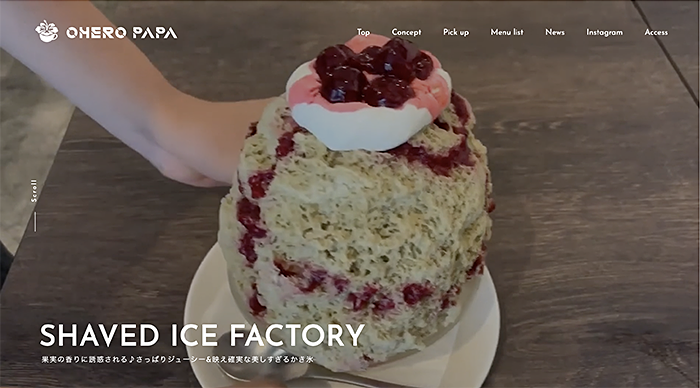 OHERO PAPA
Top Concept Pick up Menu list News Instagram Access
Scroll
SHAVED ICE FACTORY
果実の香りに誘惑される♪さっぱりジューシー&映え確実な美しすぎるかき氷